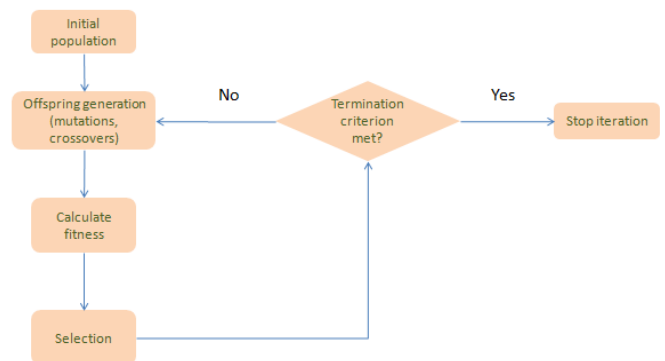 Initial
population
Offspring generation
(mutations,
crossovers)
No
Termination
criterion
met?
Yes
Stop iteration
Calculate
fitness
Selection